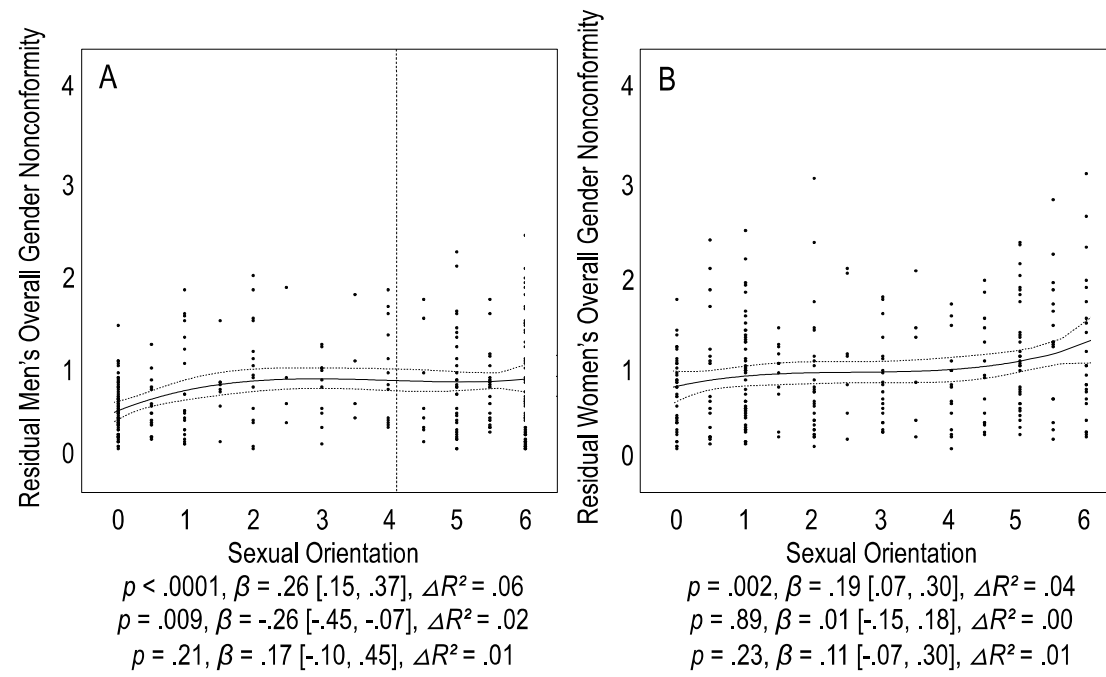 A
Residual Men's Overall Gender Nonconformity
4
3
2
1
0
0 1 2 3 4 5 6
Sexual Orientation
p < .0001, β = .26 [.15, .37], ΔR² = .06
p = .009, β = -.26 [-.45, -.07], ΔR² = .02
p = .21, β = .17 [-.10, .45], ΔR² = .01
B
Residual Women's Overall Gender Nonconformity
4
3
2
1
0
0 1 2 3 4 5 6
Sexual Orientation
p = .002, β = .19 [.07, .30], ΔR² = .04
p = .89, β = .01 [-.15, .18], ΔR² = .00
p = .23, β = .11 [-.07, .30], ΔR² = .01